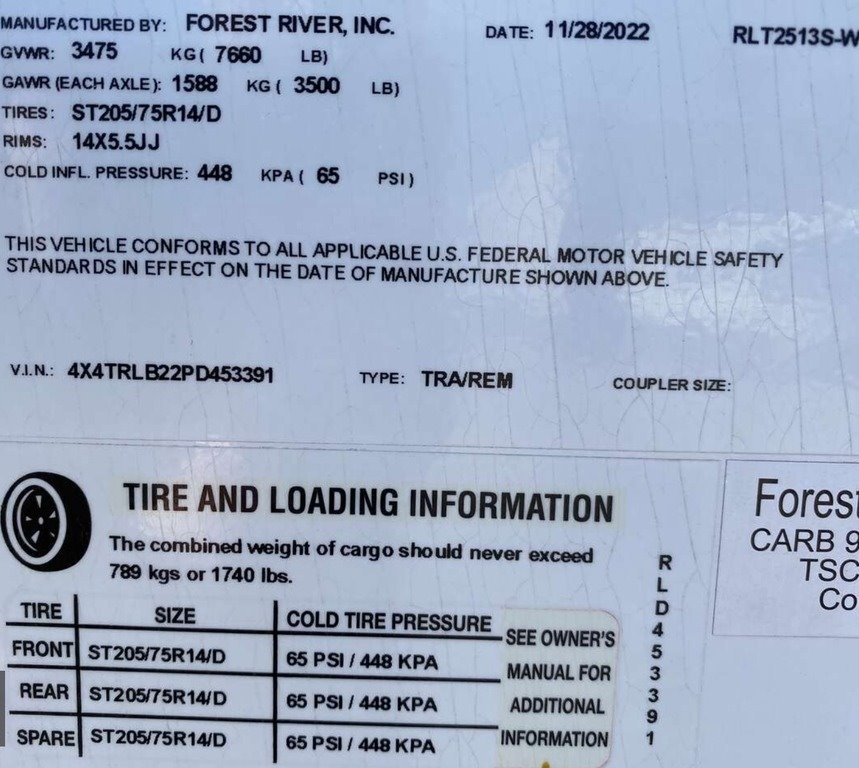 MANUFACTURED BY: FOREST RIVER, INC. DATE: 11/28/2022 RLT2513S-W
GVWR: 3475 KG( 7660 LB)
GAWR (EACH AXLE): 1588 KG ( 3500 LB)
TIRES: ST205/75R14/D
RIMS: 14X5.5JJ
COLD INFL. PRESSURE: 448 KPA ( 65 PSI)
THIS VEHICLE CONFORMS TO ALL APPLICABLE U.S. FEDERAL MOTOR VEHICLE SAFETY
STANDARDS IN EFFECT ON THE DATE OF MANUFACTURE SHOWN ABOVE.
V.I.N.: 4X4TRLB22PD453391 TYPE: TRA/REM COUPLER SIZE:
TIRE AND LOADING INFORMATION
The combined weight of cargo should never exceed
789 kgs or 1740 lbs.
TIRE SIZE COLD TIRE PRESSURE
FRONT ST205/75R14/D 65 PSI / 448 KPA
REAR ST205/75R14/D 65 PSI / 448 KPA
SPARE ST205/75R14/D 65 PSI / 448 KPA
SEE OWNER'S
MANUAL FOR
ADDITIONAL
INFORMATION
RLD453391
Forest
CARB 9
TSC
Co